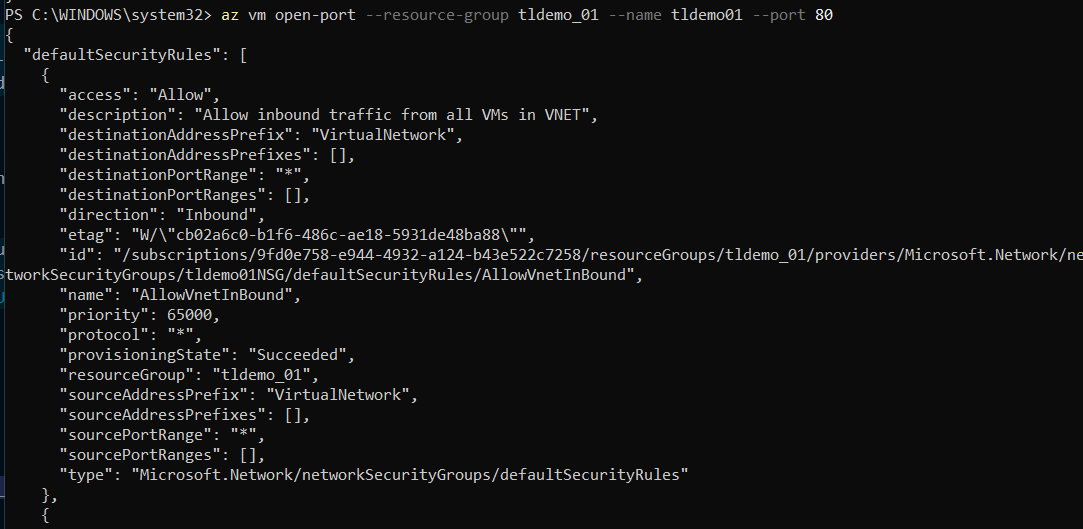 PS C:\WINDOWS\system32> az vm open-port --resource-group tldemo_01 --name tldemo01 --port 80
{
  "defaultSecurityRules": [
    {
      "access": "Allow",
      "description": "Allow inbound traffic from all VMs in VNET",
      "destinationAddressPrefix": "VirtualNetwork",
      "destinationAddressPrefixes": [],
      "destinationPortRange": "*",
      "destinationPortRanges": [],
      "direction": "Inbound",
      "etag": "W/\"cb02a6c0-b1f6-486c-ae18-5931de48ba88\"",
      "id": "/subscriptions/9fd0e758-e944-4932-a124-b43e522c7258/resourceGroups/tldemo_01/providers/Microsoft.Network/ne
tworkSecurityGroups/tldemo01NSG/defaultSecurityRules/AllowVnetInBound",
      "name": "AllowVnetInBound",
      "priority": 65000,
      "protocol": "*",
      "provisioningState": "Succeeded",
      "resourceGroup": "tldemo_01",
      "sourceAddressPrefix": "VirtualNetwork",
      "sourceAddressPrefixes": [],
      "sourcePortRange": "*",
      "sourcePortRanges": [],
      "type": "Microsoft.Network/networkSecurityGroups/defaultSecurityRules"
    },
    {